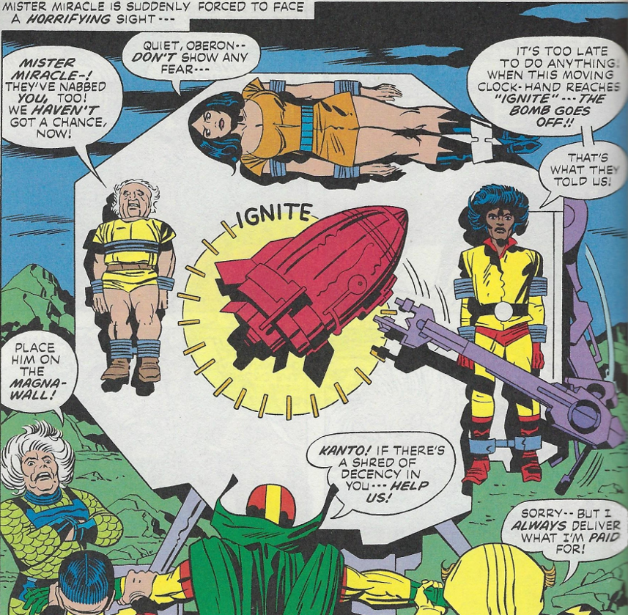 MISTER MIRACLE IS SUDDENLY FORCED TO FACE
A HORRIFYING SIGHT---
MISTER
MIRACLE-!
THEY'VE NABBED
YOU, TOO!
WE HAVEN'T
GOT A CHANCE,
NOW!
QUIET, OBERON--
DON'T SHOW ANY
FEAR---
IT'S TOO LATE
TO DO ANYTHING!
WHEN THIS MOVING
CLOCK-HAND REACHES
"IGNITE"---THE
BOMB GOES
OFF!!
THAT'S
WHAT THEY
TOLD US!
IGNITE
PLACE
HIM ON
THE
MAGNA-
WALL!
KANTO! IF THERE'S
A SHRED OF
DECENCY IN
YOU---HELP
US!
SORRY--BUT I
ALWAYS DELIVER
WHAT I'M PAID
FOR!